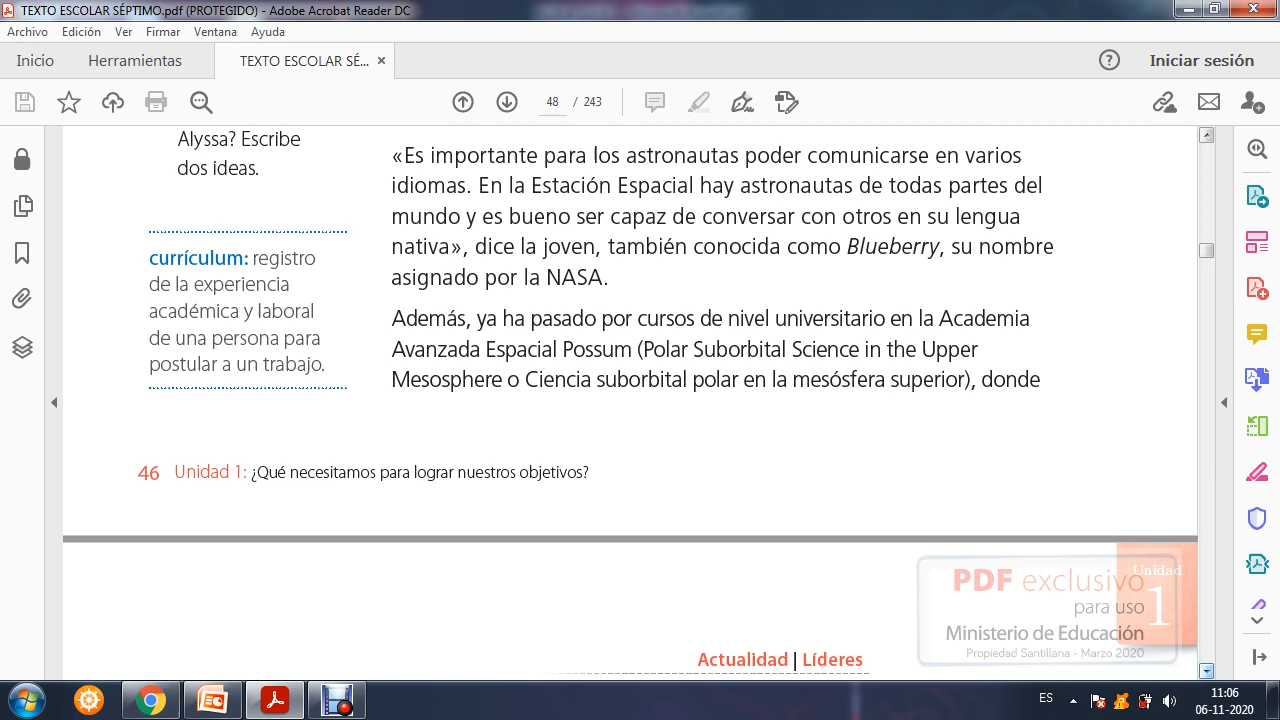 TEXTO ESCOLAR SÉPTIMO.pdf (PROTEGIDO) - Adobe Acrobat Reader DC
Archivo Edición Ver Firmar Ventana Ayuda
Inicio Herramientas TEXTO ESCOLAR SÉ... × Iniciar sesión
48 / 243
Alyssa? Escribe
dos ideas.
currículum: registro
de la experiencia
académica y laboral
de una persona para
postular a un trabajo.
«Es importante para los astronautas poder comunicarse en varios
idiomas. En la Estación Espacial hay astronautas de todas partes del
mundo y es bueno ser capaz de conversar con otros en su lengua
nativa», dice la joven, también conocida como Blueberry, su nombre
asignado por la NASA.
Además, ya ha pasado por cursos de nivel universitario en la Academia
Avanzada Espacial Possum (Polar Suborbital Science in the Upper
Mesosphere o Ciencia suborbital polar en la mesósfera superior), donde
46 Unidad 1: ¿Qué necesitamos para lograr nuestros objetivos?
Unidad
1
PDF exclusivo
para uso
Ministerio de Educación
Propiedad Santillana - Marzo 2020
Actualidad | Líderes
ES
11:06
06-11-2020